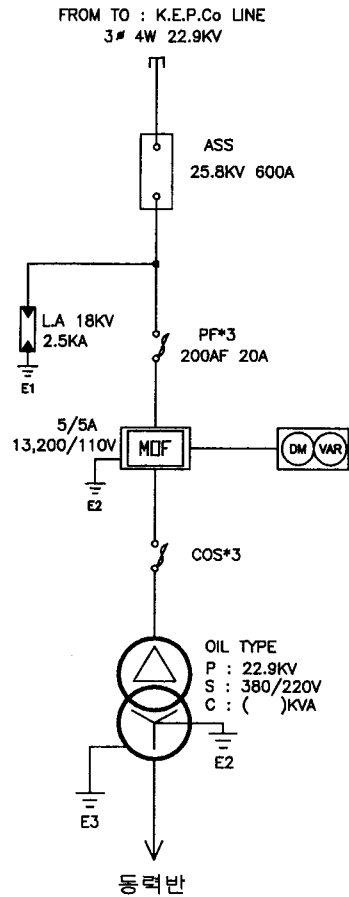 FROM TO : K.E.P.Co LINE
3ø 4W 22.9KV
ASS
25.8KV 600A
L.A 18KV
2.5KA
E1
PF*3
200AF 20A
5/5A
13,200/110V
MOF
DM
VAR
E2
COS*3
OIL TYPE
P : 22.9KV
S : 380/220V
C : ( )KVA
E2
E3
동력반